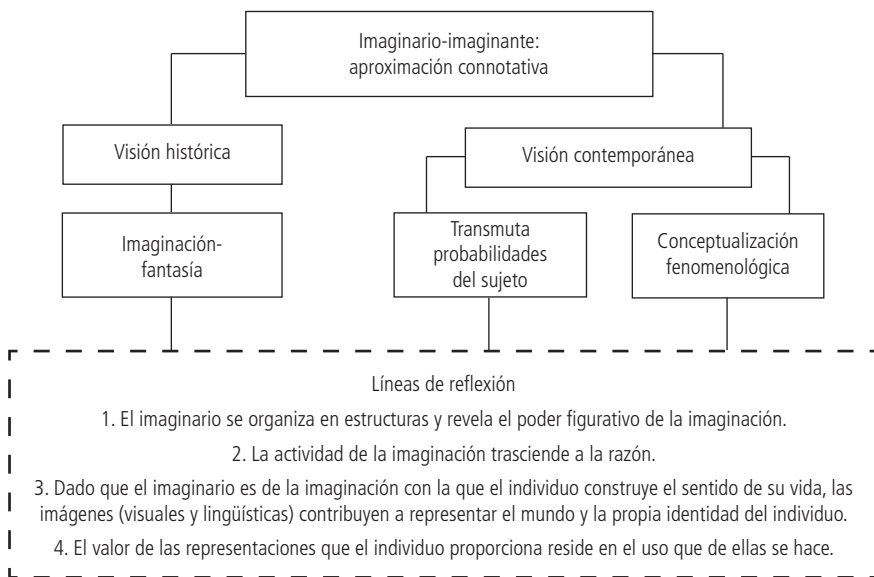 Imaginario-imaginante:
aproximación connotativa
Visión histórica
Visión contemporánea
Imaginación-
fantasía
Transmuta
probabilidades
del sujeto
Conceptualización
fenomenológica
Líneas de reflexión
1. El imaginario se organiza en estructuras y revela el poder figurativo de la imaginación.
2. La actividad de la imaginación trasciende a la razón.
3. Dado que el imaginario es de la imaginación con la que el individuo construye el sentido de su vida, las
imágenes (visuales y lingüísticas) contribuyen a representar el mundo y la propia identidad del individuo.
4. El valor de las representaciones que el individuo proporciona reside en el uso que de ellas se hace.